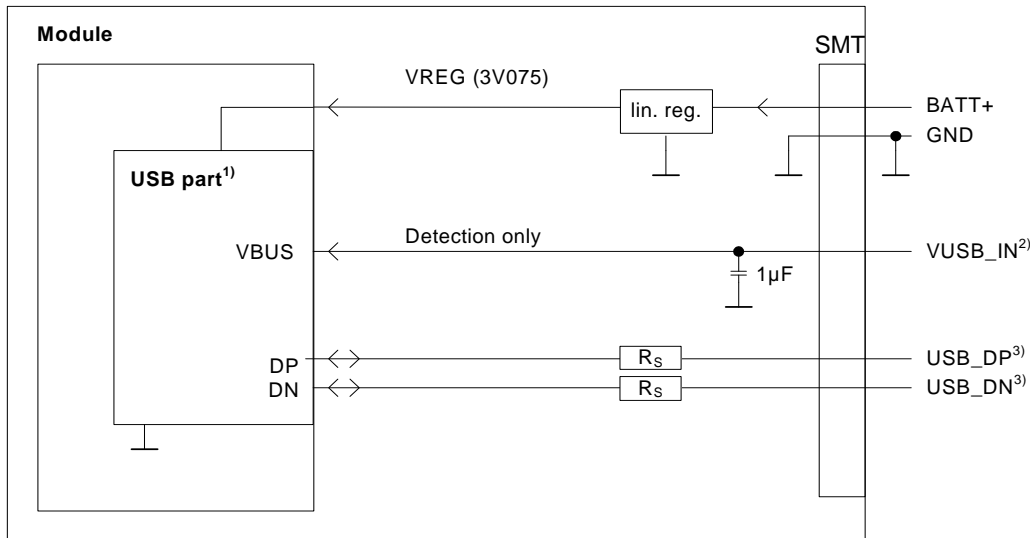 Module
SMT
VREG (3V075)
lin. reg.
BATT+
GND
USB part1)
VBUS
Detection only
VUSB_IN2)
1µF
DP
RS
USB_DP3)
DN
RS
USB_DN3)